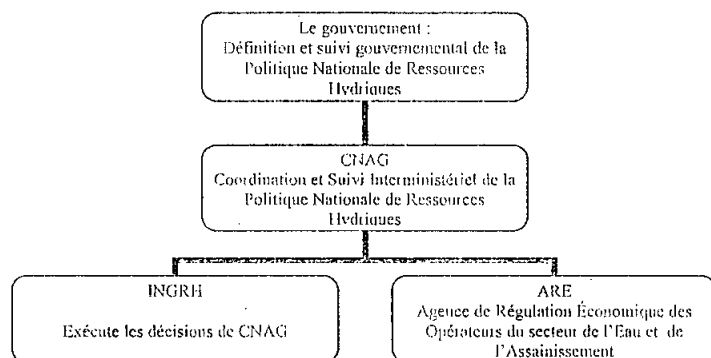 Le gouvernement :
Définition et suivi gouvernemental de la
Politique Nationale de Ressources
Hydriques
CNAG
Coordination et Suivi Interministériel de la
Politique Nationale de Ressources
Hydriques
INGRH
Exécute les décisions de CNAG
ARE
Agence de Régulation Économique des
Opérateurs du secteur de l'Eau et de
l'Assainissement